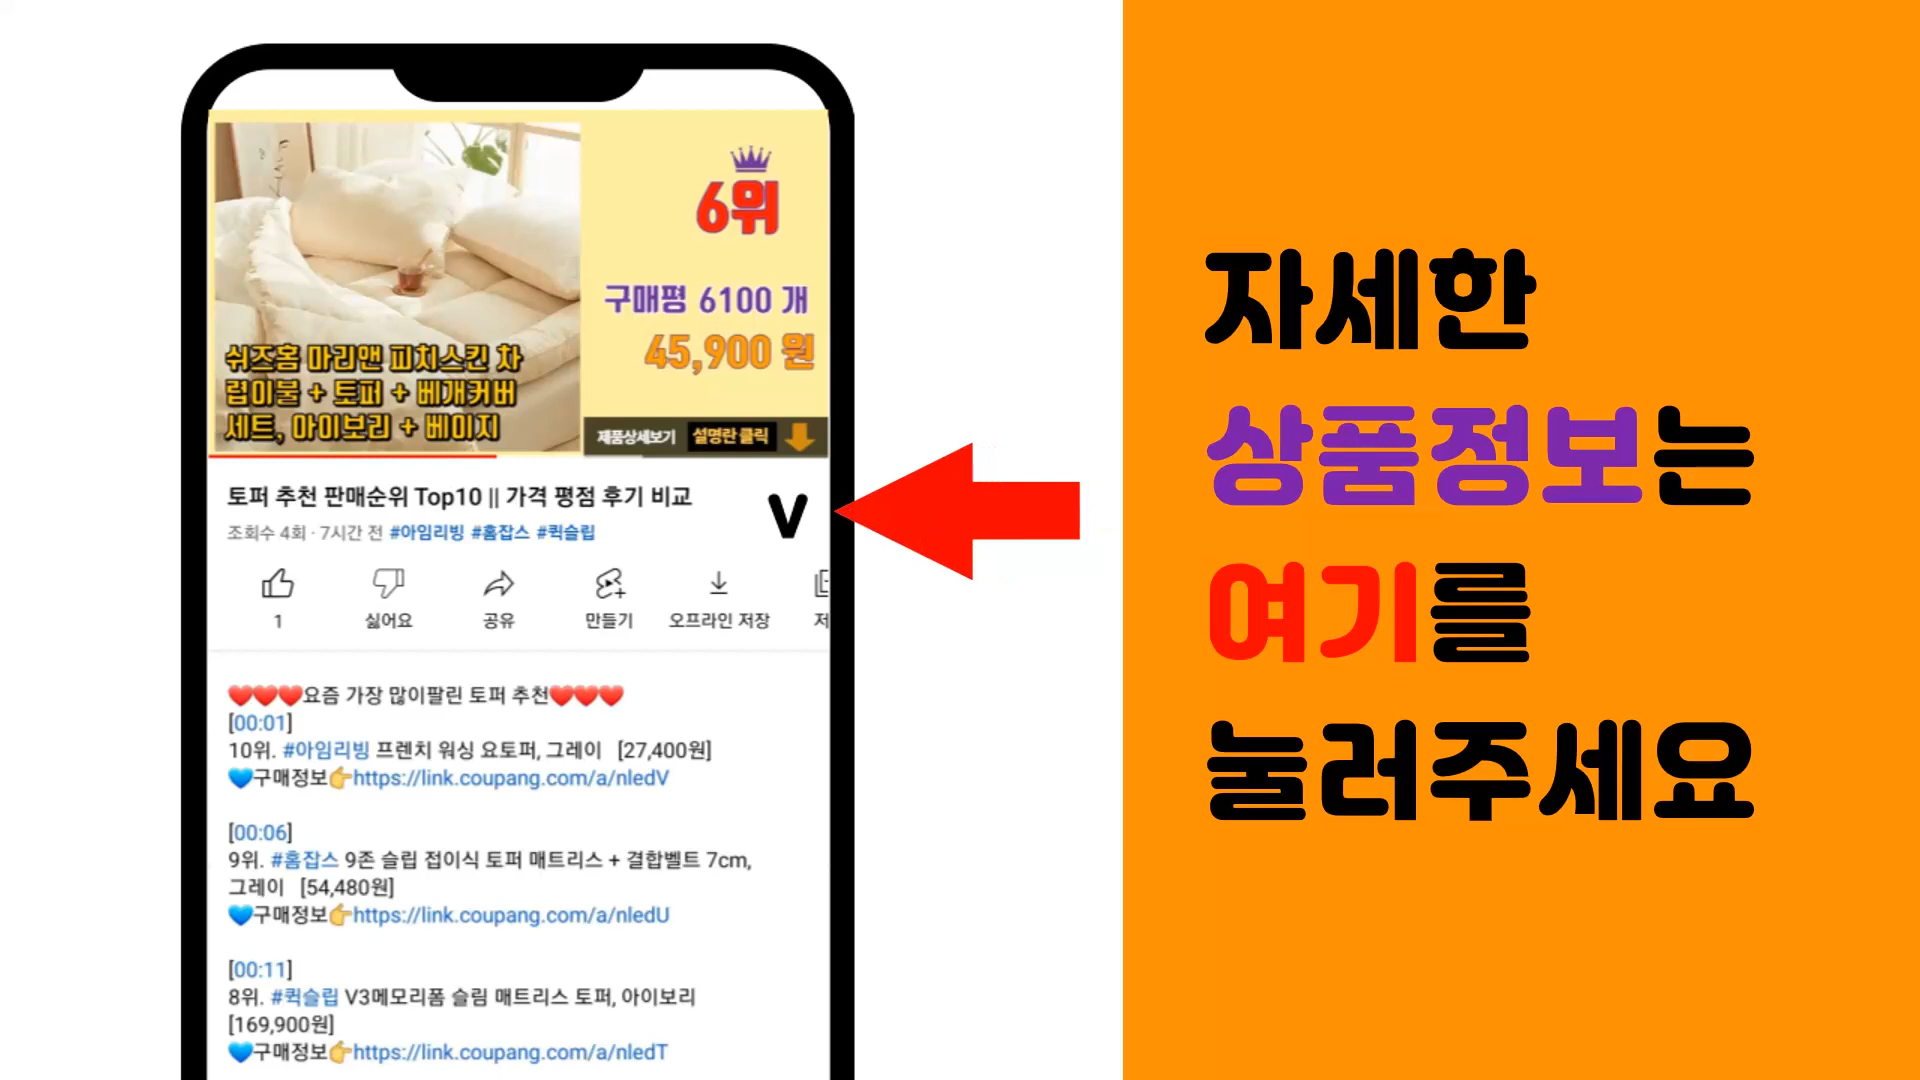 6위
구매평 6100 개
45,900 원
쉬즈홈 마리앤 피치스킨 차
렵이불 + 토퍼 + 베개커버
세트, 아이보리 + 베이지
제품상세보기 설명란 클릭
토퍼 추천 판매순위 Top10 || 가격 평점 후기 비교
V
조회수 4회 · 7시간 전 #아임리빙 #홈잡스 #퀵슬립
1 싫어요 공유 만들기 오프라인 저장 저
❤❤❤요즘 가장 많이팔린 토퍼 추천❤❤❤
[00:01]
10위. #아임리빙 프렌치 워싱 요토퍼, 그레이 [27,400원]
💙구매정보👉https://link.coupang.com/a/nledV
[00:06]
9위. #홈잡스 9존 슬립 접이식 토퍼 매트리스 + 결합벨트 7cm,
그레이 [54,480원]
💙구매정보👉https://link.coupang.com/a/nledU
[00:11]
8위. #퀵슬립 V3메모리폼 슬림 매트리스 토퍼, 아이보리
[169,900원]
💙구매정보👉https://link.coupang.com/a/nledT
자세한
상품정보는
여기를
눌러주세요